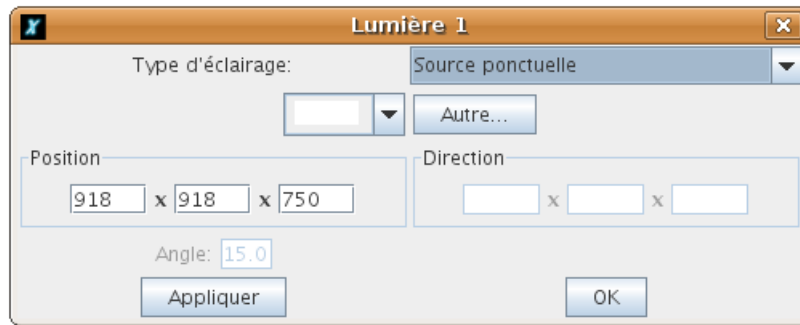 Lumière 1
Type d'éclairage: Source ponctuelle
Autre...
Position Direction
918 x 918 x 750 x x
Angle: 15.0
Appliquer OK